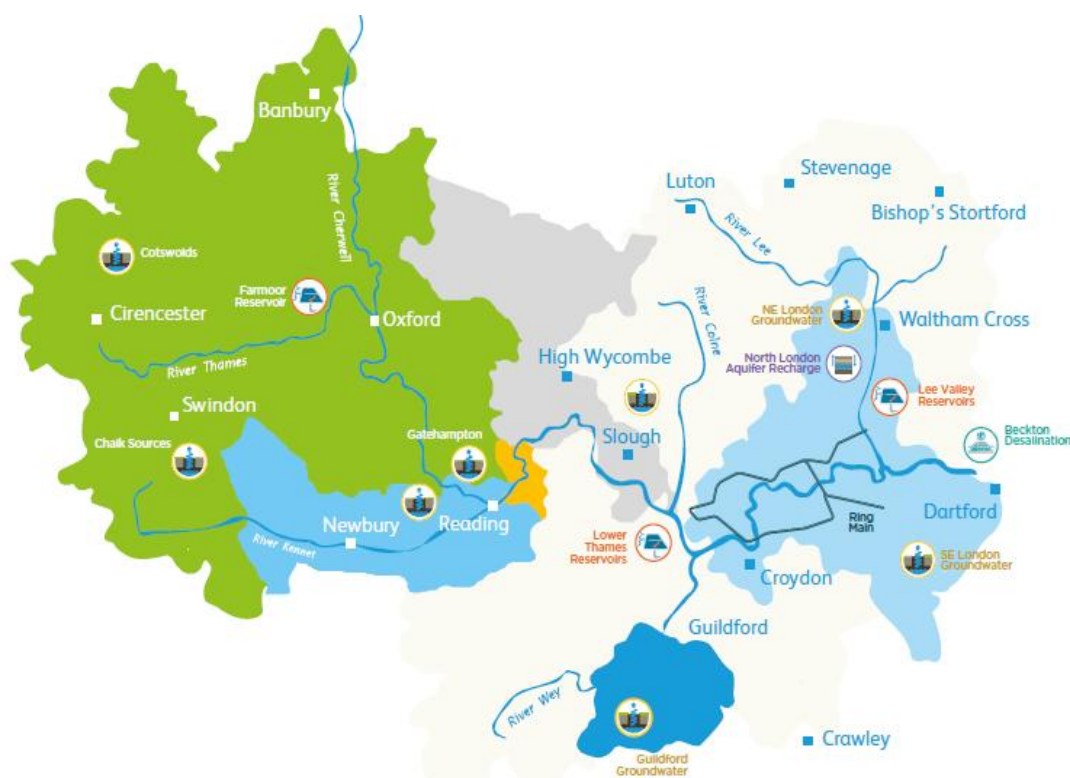 Banbury
River Cherwell
Luton
Stevenage
Bishop's Stortford
River Lee
Cotswolds
Farmoor
Reservoir
Cirencester
Oxford
River Thames
River Colne
NE London
Groundwater
Waltham Cross
High Wycombe
North London
Aquifer Recharge
Lee Valley
Reservoirs
Swindon
Chalk Sources
Gatehampton
Slough
Beckton
Desalination
Newbury
Reading
River Kennet
Ring
Main
Dartford
Lower
Thames
Reservoirs
Croydon
SE London
Groundwater
Guildford
River Wey
Guildford
Groundwater
Crawley